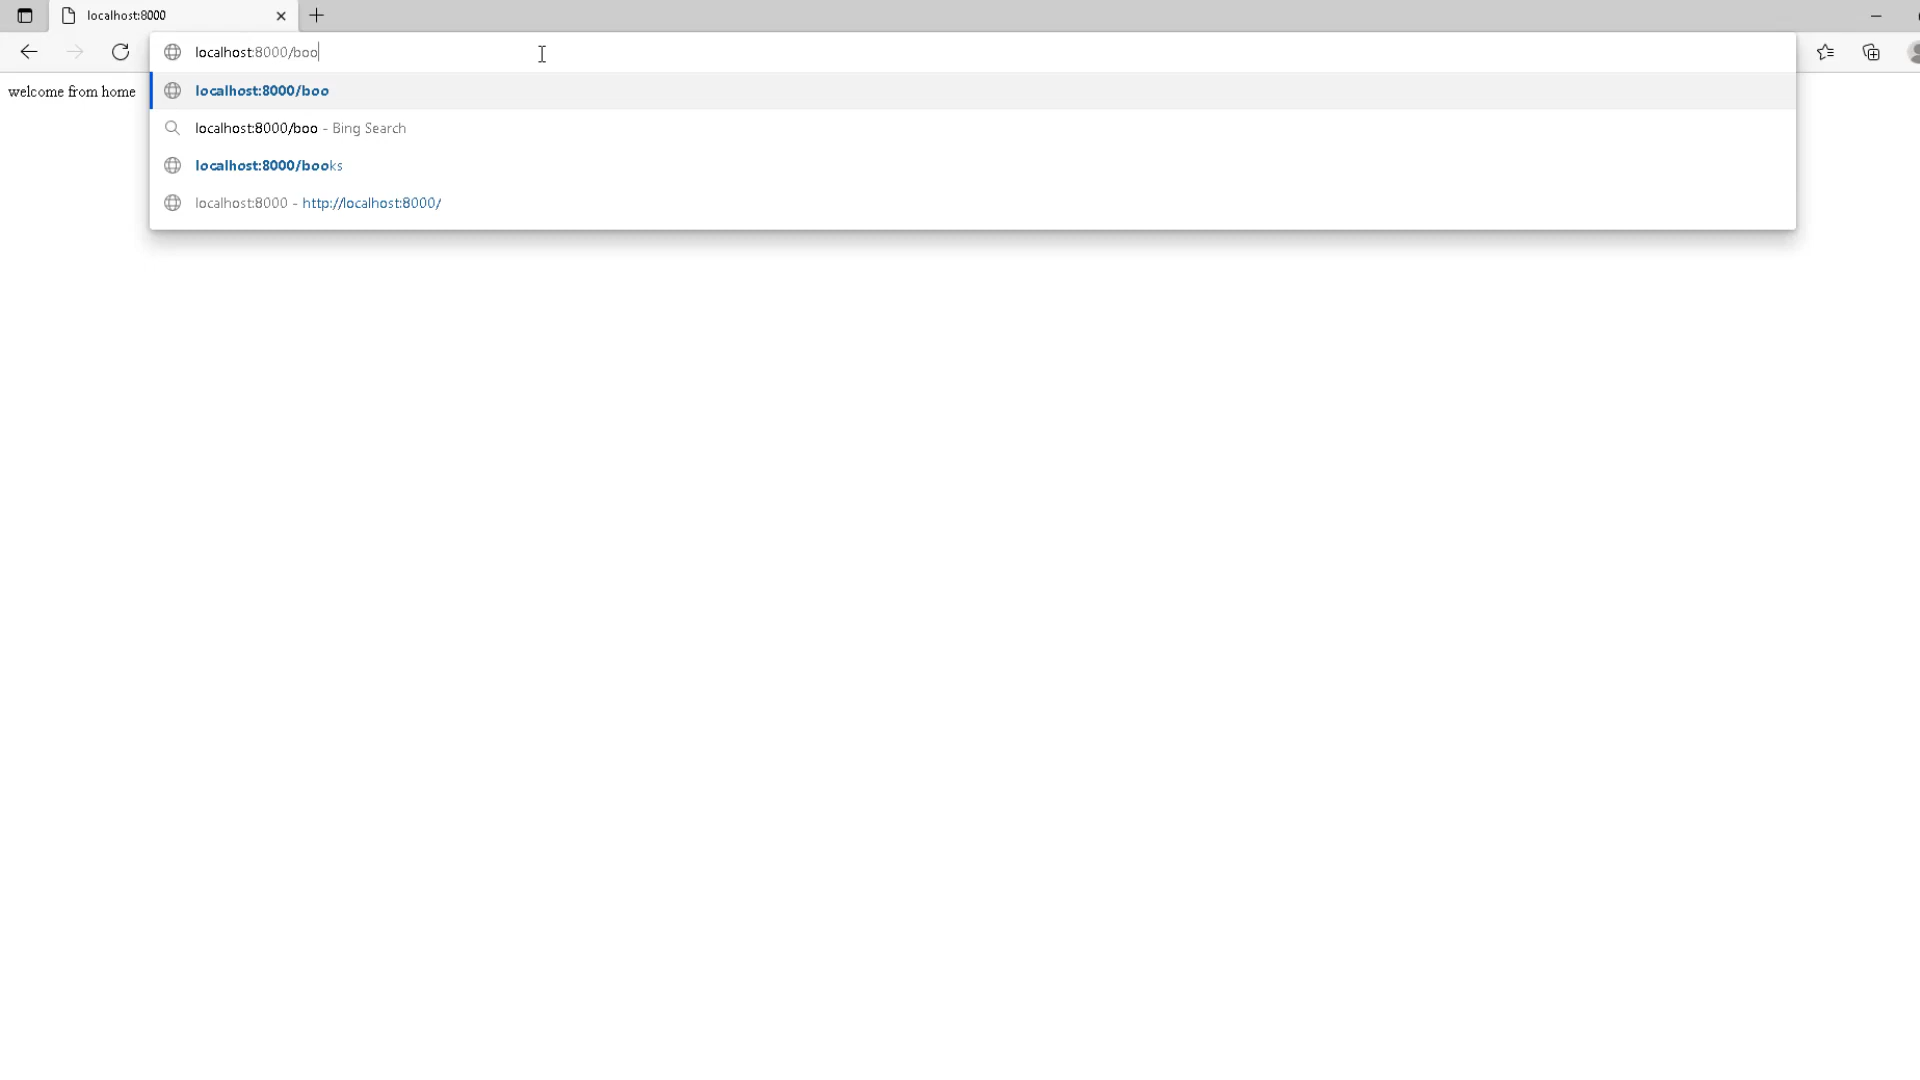 localhost:8000
localhost:8000/boo
welcome from home
localhost:8000/boo
localhost:8000/boo - Bing Search
localhost:8000/books
localhost:8000 - http://localhost:8000/